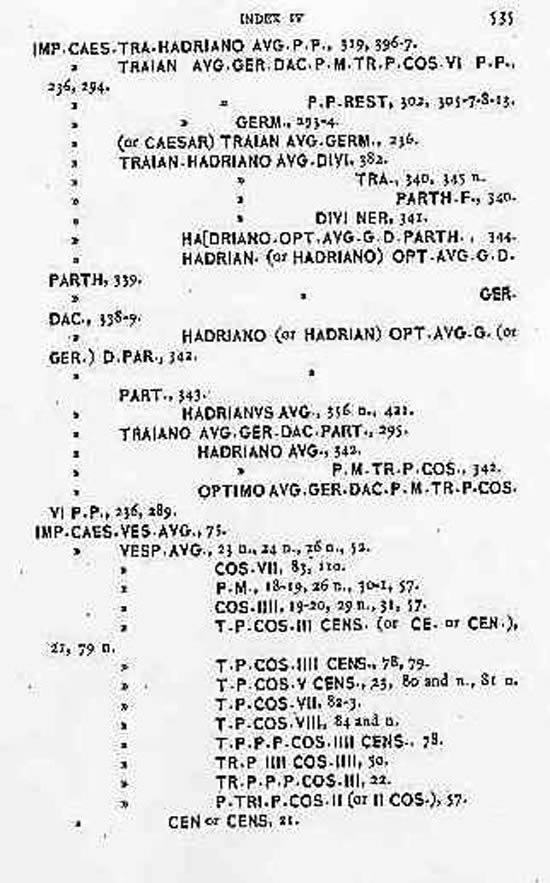 INDEX IV 535
IMP.CAES.TRA.HADRIANO AVG.P.P., 319, 396-7.
" TRAIAN AVG.GER.DAC.P.M.TR.P.COS.VI P.P.,
236, 294.
" " P.P.REST, 302, 305-7-8-13.
" " GERM., 293-4.
" (or CAESAR) TRAIAN AVG.GERM., 236.
" TRAIAN.HADRIANO AVG.DIVI, 382.
" " TRA., 340, 345 n.
" " PARTH.F., 340.
" " DIVI NER, 341.
" HA[DRIANO.OPT.AVG.G.D.PARTH., 344.
" HADRIAN. (or HADRIANO) OPT.AVG.G.D.
PARTH, 339.
" " GER.
DAC., 338-9.
" HADRIANO (or HADRIAN) OPT.AVG.G. (or
GER.) D.PAR., 342.
" "
PART., 343.
" HADRIANVS AVG., 356 n., 421.
" TRAIANO AVG.GER.DAC.PART., 295.
" HADRIANO AVG., 342.
" " P.M.TR.P.COS., 342.
" OPTIMO AVG.GER.DAC.P.M.TR.P.COS.
VI P.P., 236, 289.
IMP.CAES.VES.AVG., 75.
" VESP.AVG., 23 n., 24 n., 26 n., 52.
" COS.VII, 83, 110.
" P.M., 18-19, 26 n., 30-1, 57.
" COS.IIII, 19-20, 29 n., 31, 57.
" T.P.COS.III CENS. (or CE. or CEN.),
21, 79 n.
" T.P.COS.IIII CENS., 78, 79.
" T.P.COS.V CENS., 23, 80 and n., 81 n.
" T.P.COS.VII, 82-3.
" T.P.COS.VIII, 84 and n.
" T.P.P.P.COS.IIII CENS., 78.
" TR.P IIII COS.IIII, 30.
" TR.P.P.P.COS.III, 22.
" P.TRI.P.COS.II (or II COS.), 57.
" CEN or CENS, 21.